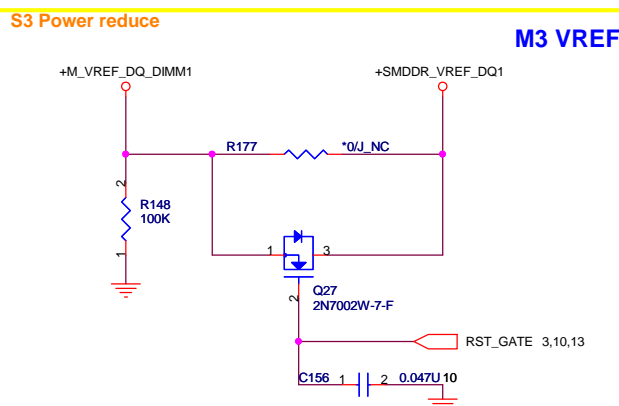 S3 Power reduce
M3 VREF
+M_VREF_DQ_DIMM1
+SMDDR_VREF_DQ1
R177 *0/J_NC
2
R148
100K
1
1 3
Q27
2N7002W-7-F
2
RST_GATE 3,10,13
C156 1 2 0.047U 10